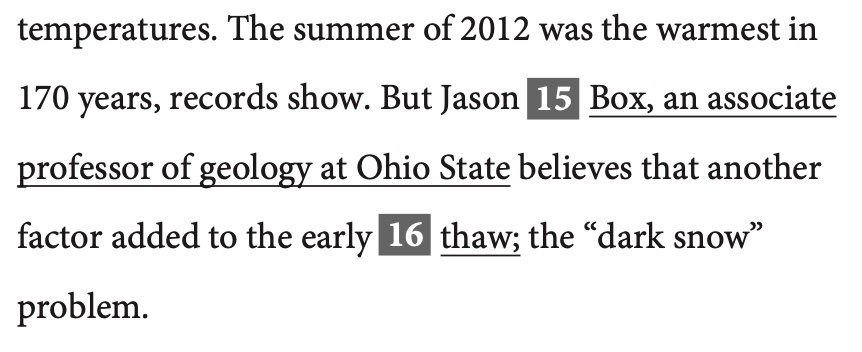 temperatures. The summer of 2012 was the warmest in
170 years, records show. But Jason 15 Box, an associate
professor of geology at Ohio State believes that another
factor added to the early 16 thaw; the “dark snow”
problem.